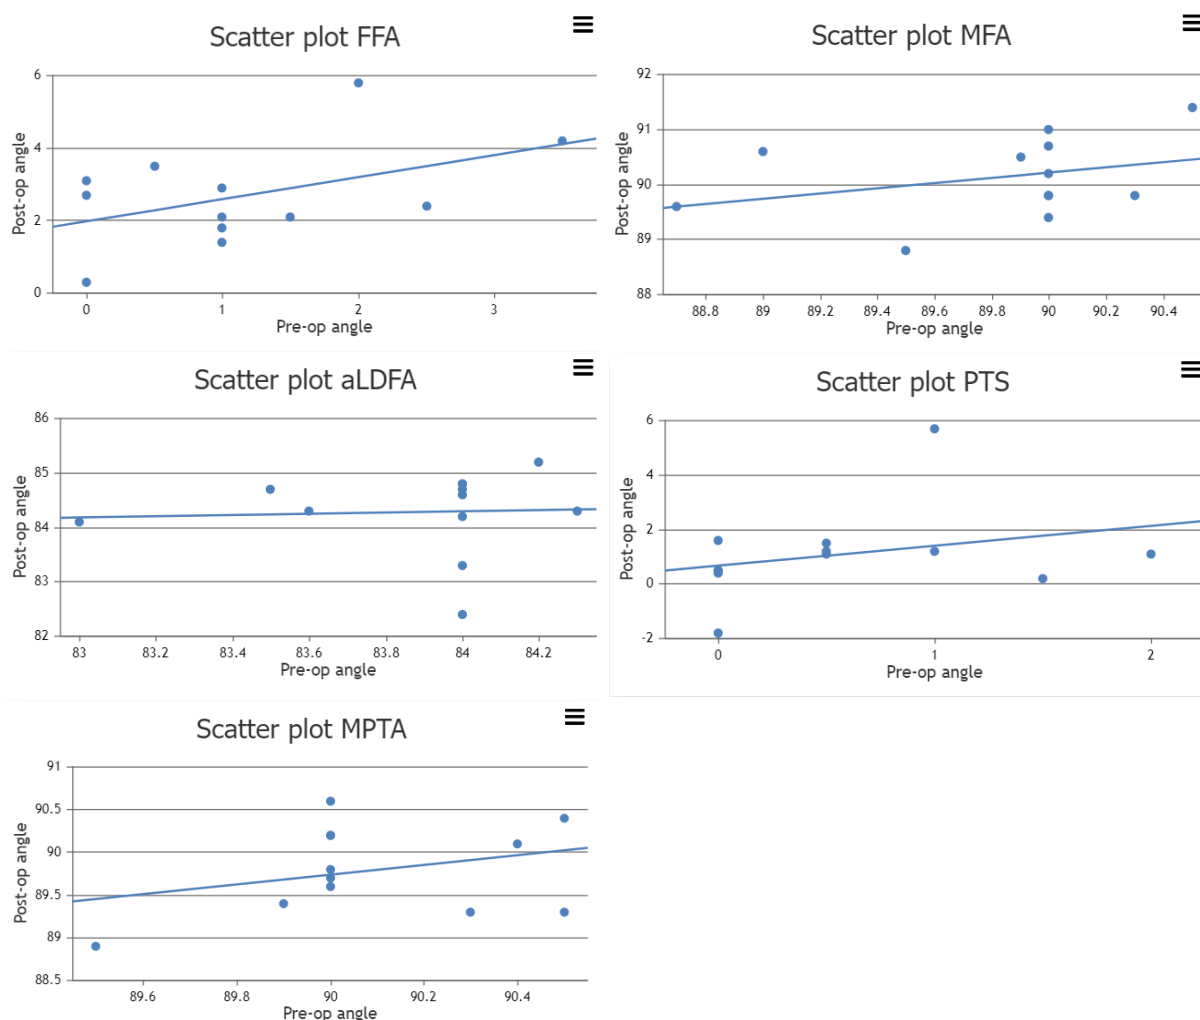 Scatter plot FFA
Post-op angle
6
4
2
0
0 1 2 3
Pre-op angle
Scatter plot MFA
Post-op angle
92
91
90
89
88
88.8 89 89.2 89.4 89.6 89.8 90 90.2 90.4
Pre-op angle
Scatter plot aLDFA
Post-op angle
86
85
84
83
82
83 83.2 83.4 83.6 83.8 84 84.2
Pre-op angle
Scatter plot PTS
Post-op angle
6
4
2
0
-2
0 1 2
Pre-op angle
Scatter plot MPTA
Post-op angle
91
90.5
90
89.5
89
88.5
89.6 89.8 90 90.2 90.4
Pre-op angle